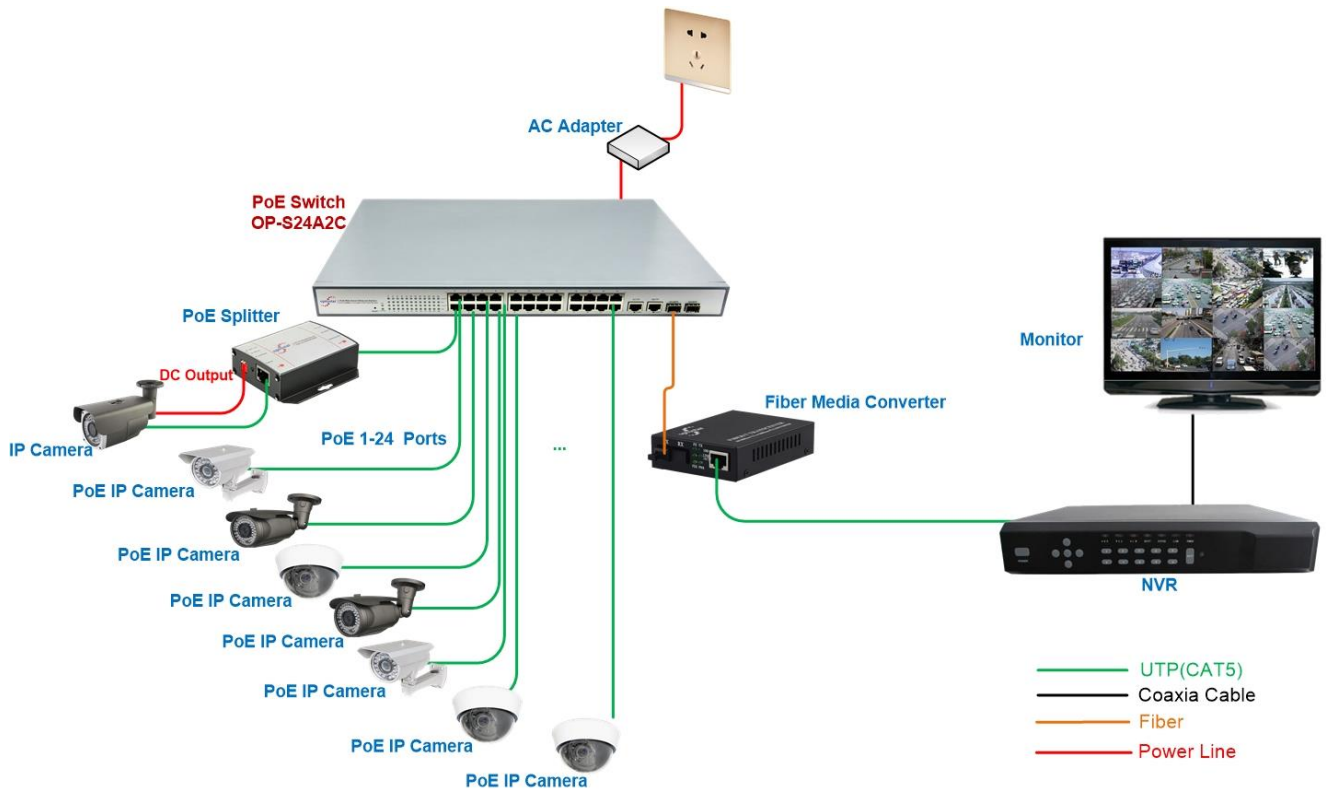 AC Adapter
PoE Switch
OP-S24A2C
PoE Splitter
DC Output
IP Camera
PoE 1-24 Ports
...
PoE IP Camera
PoE IP Camera
PoE IP Camera
PoE IP Camera
PoE IP Camera
PoE IP Camera
PoE IP Camera
Fiber Media Converter
Monitor
NVR
UTP(CAT5)
Coaxia Cable
Fiber
Power Line